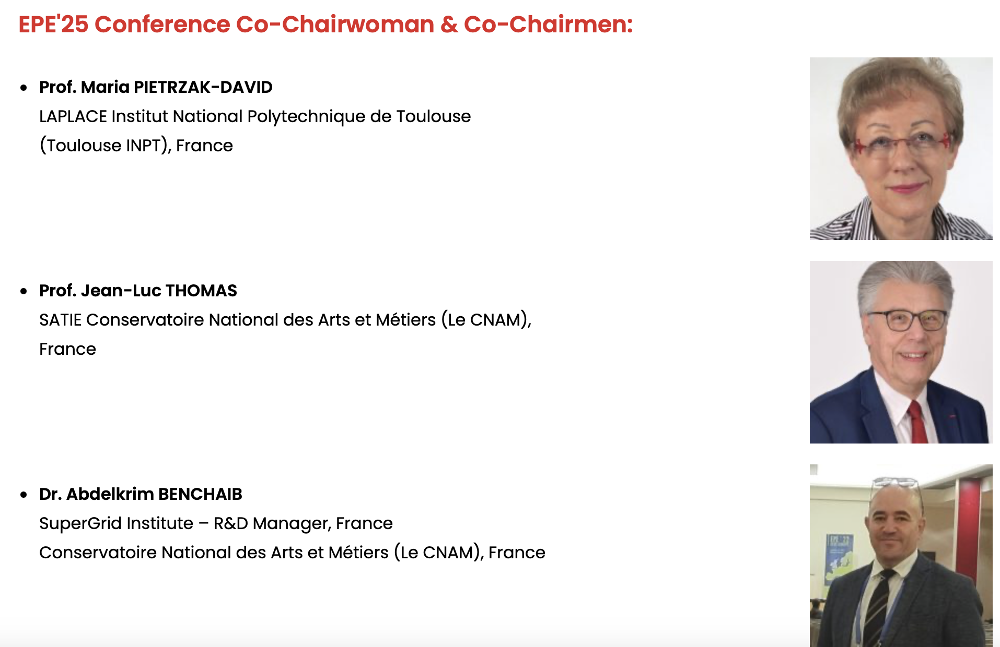 EPE'25 Conference Co-Chairwoman & Co-Chairmen:
Prof. Maria PIETRZAK-DAVID
LAPLACE Institut National Polytechnique de Toulouse
(Toulouse INPT), France
Prof. Jean-Luc THOMAS
SATIE Conservatoire National des Arts et Métiers (Le CNAM),
France
Dr. Abdelkrim BENCHAIB
SuperGrid Institute – R&D Manager, France
Conservatoire National des Arts et Métiers (Le CNAM), France